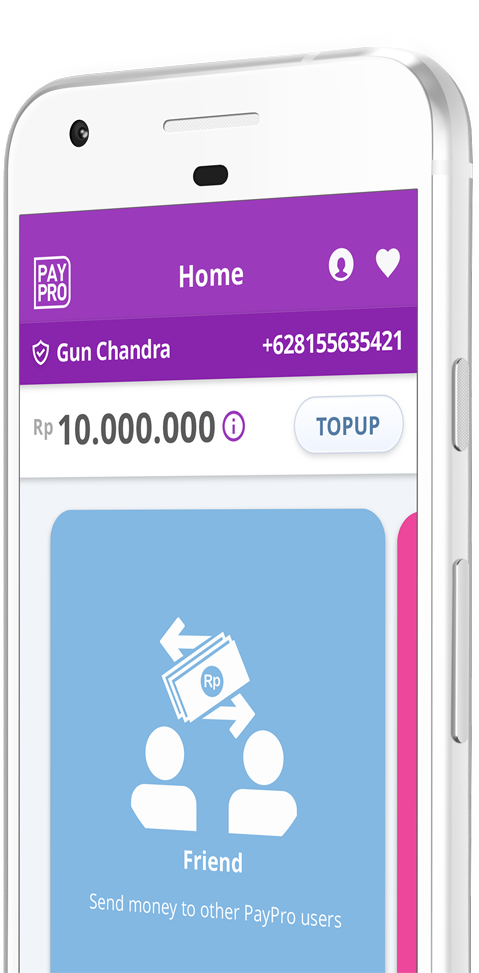 PAY
PRO
Home
Gun Chandra
+628155635421
Rp 10.000.000 i
TOPUP
Rp
Friend
Send money to other PayPro users